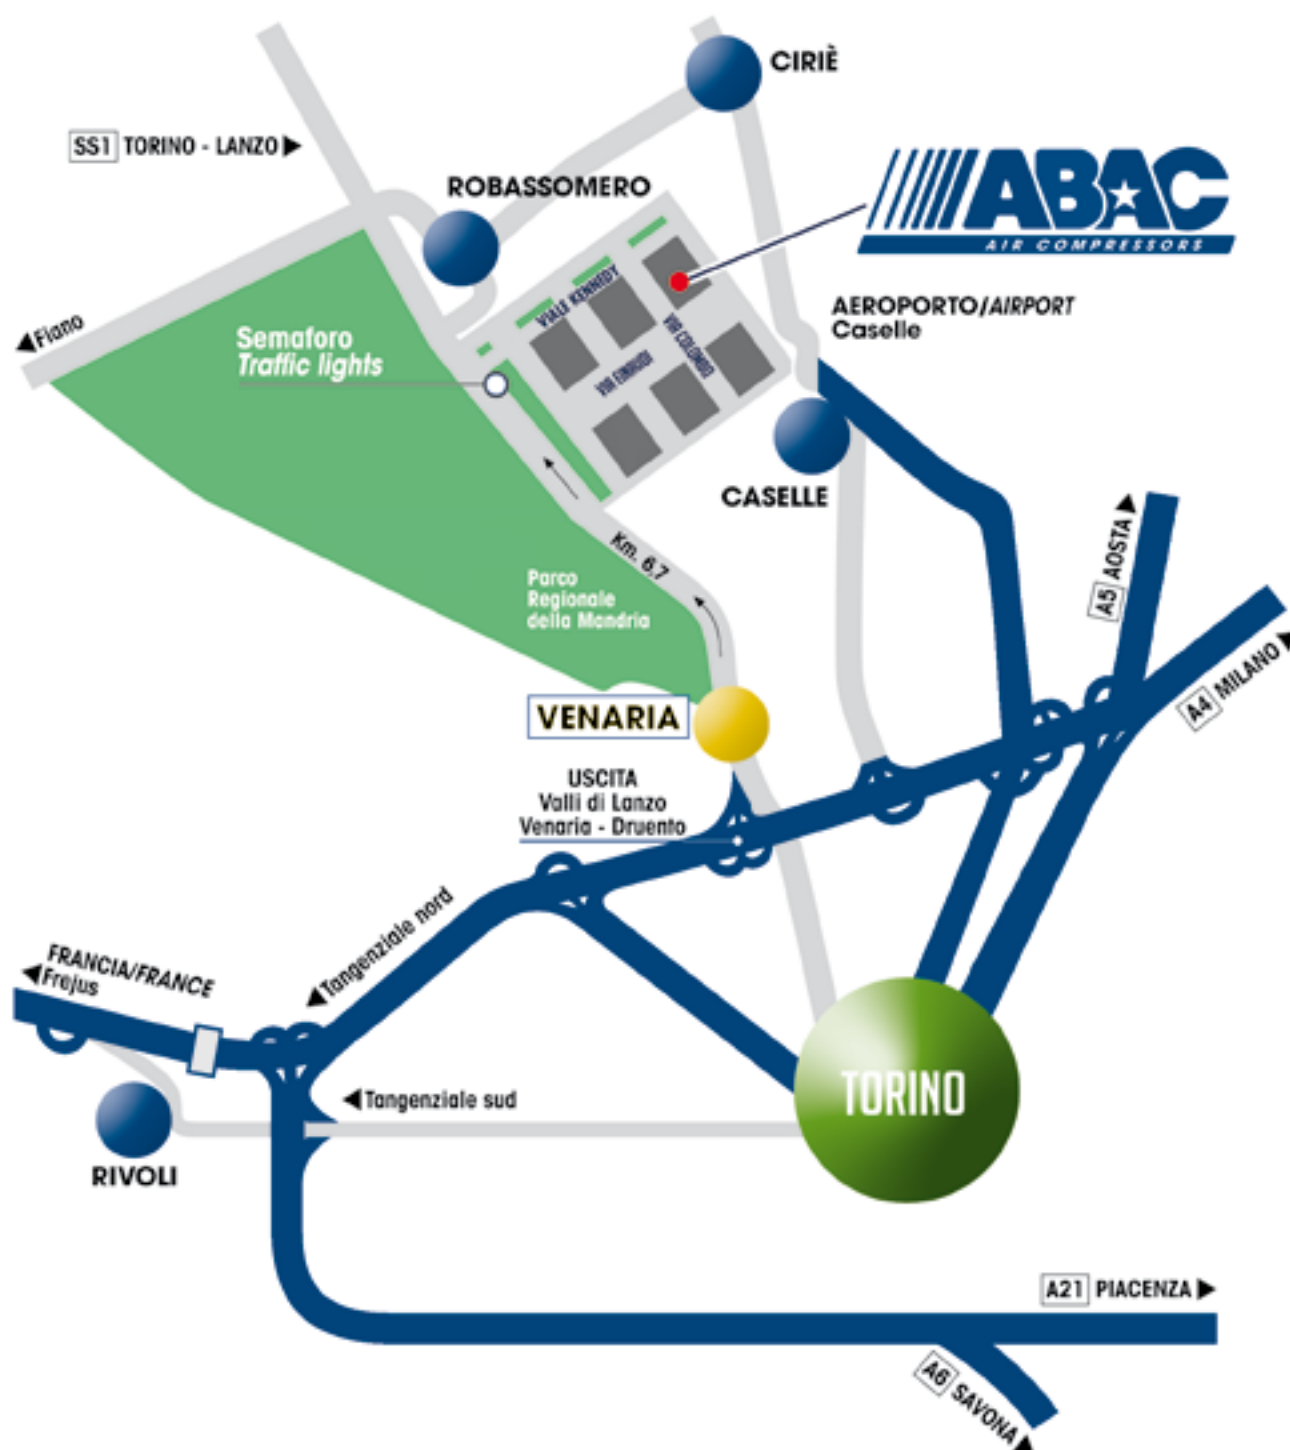 CIRIÈ
SS1 TORINO - LANZO
ROBASSOMERO
ABAC
AIR COMPRESSORS
VIALE KENNEDY
AEROPORTO/AIRPORT
Caselle
Fiano
Semaforo
Traffic lights
VIA COLOMBO
VIA EINAUDI
CASELLE
Km. 6,7
A5 AOSTA
Parco
Regionale
della Mandria
A4 MILANO
VENARIA
USCITA
Valli di Lanzo
Venaria - Druento
Tangenziale nord
FRANCIA/FRANCE
Frejus
TORINO
Tangenziale sud
RIVOLI
A21 PIACENZA
A6 SAVONA